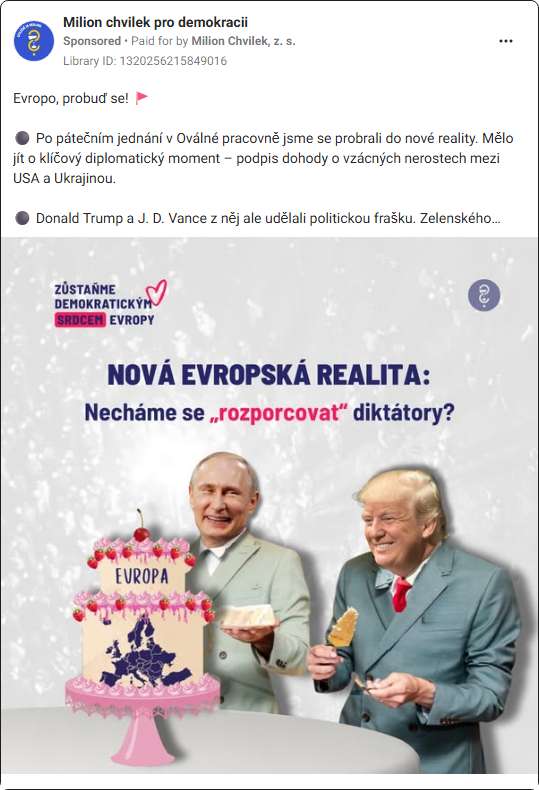 Milion chvilek pro demokracii
Sponsored • Paid for by Milion Chvilek, z. s.
Library ID: 1320256215849016
Evropo, probuď se! 🚩
🌑 Po pátečním jednání v Oválné pracovně jsme se probrali do nové reality. Mělo
jít o klíčový diplomatický moment – podpis dohody o vzácných nerostech mezi
USA a Ukrajinou.
🌑 Donald Trump a J. D. Vance z něj ale udělali politickou frašku. Zelenského...
ZŮSTAŇME
DEMOKRATICKÝM
SRDCEM EVROPY
NOVÁ EVROPSKÁ REALITA:
Necháme se „rozporcovat“ diktátory?
EVROPA